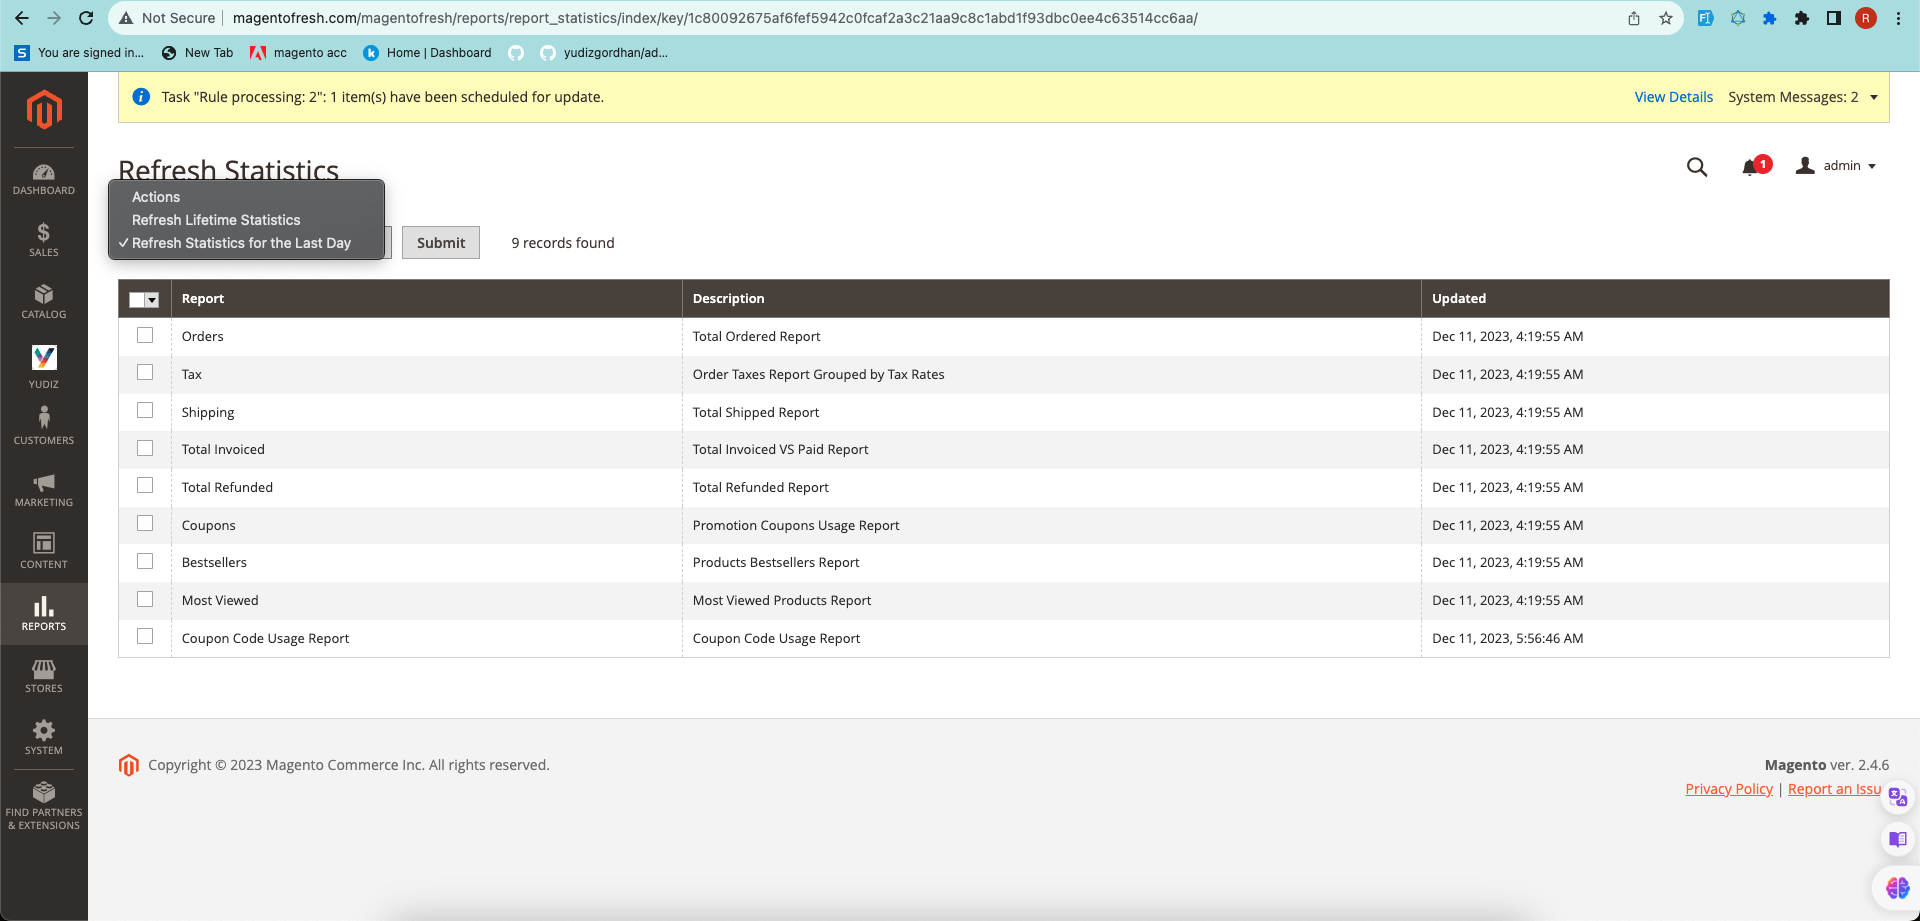 Not Secure magentofresh.com/magentofresh/reports/report_statistics/index/key/1c80092675af6fef5942c0fcaf2a3c21aa9c8c1abd1f93dbc0ee4c63514cc6aa/
R
You are signed in... New Tab magento acc Home | Dashboard yudizgordhan/ad...
Task "Rule processing: 2": 1 item(s) have been scheduled for update. View Details System Messages: 2
Refresh Statistics
1 admin
Actions
Refresh Lifetime Statistics
✓ Refresh Statistics for the Last Day
Submit 9 records found
Report Description Updated
Orders Total Ordered Report Dec 11, 2023, 4:19:55 AM
Tax Order Taxes Report Grouped by Tax Rates Dec 11, 2023, 4:19:55 AM
Shipping Total Shipped Report Dec 11, 2023, 4:19:55 AM
Total Invoiced Total Invoiced VS Paid Report Dec 11, 2023, 4:19:55 AM
Total Refunded Total Refunded Report Dec 11, 2023, 4:19:55 AM
Coupons Promotion Coupons Usage Report Dec 11, 2023, 4:19:55 AM
Bestsellers Products Bestsellers Report Dec 11, 2023, 4:19:55 AM
Most Viewed Most Viewed Products Report Dec 11, 2023, 4:19:55 AM
Coupon Code Usage Report Coupon Code Usage Report Dec 11, 2023, 5:56:46 AM
DASHBOARD
SALES
CATALOG
YUDIZ
CUSTOMERS
MARKETING
CONTENT
REPORTS
STORES
SYSTEM
FIND PARTNERS
& EXTENSIONS
Copyright © 2023 Magento Commerce Inc. All rights reserved. Magento ver. 2.4.6
Privacy Policy | Report an Issu